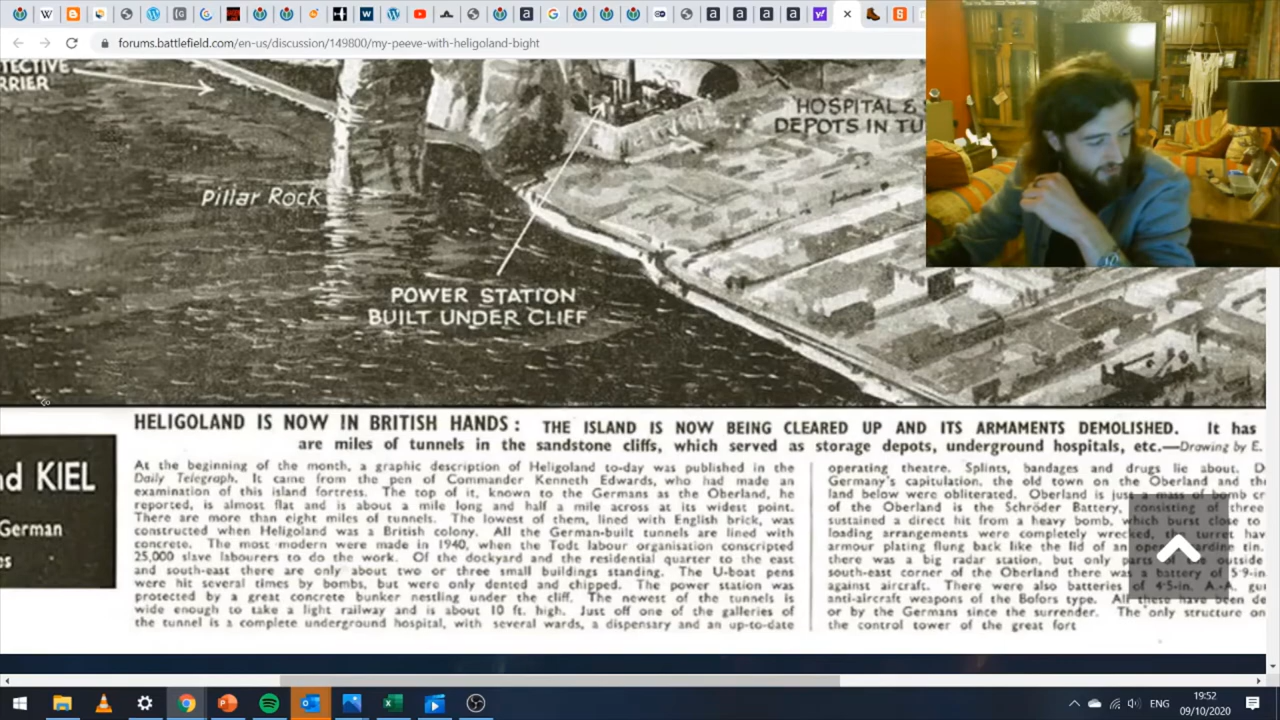 forums.battlefield.com/en-us/discussion/149800/my-peeve-with-heligoland-bight
TECTIVE
RRIER
HOSPITAL &
DEPOTS IN TU
Pillar Rock
POWER STATION
BUILT UNDER CLIFF
nd KIEL
German
es
HELIGOLAND IS NOW IN BRITISH HANDS : THE ISLAND IS NOW BEING CLEARED UP AND ITS ARMAMENTS DEMOLISHED. It has
are miles of tunnels in the sandstone cliffs, which served as storage depots, underground hospitals, etc.—Drawing by E.
At the beginning of the month, a graphic description of Heligoland to-day was published in the
Daily Telegraph. It came from the pen of Commander Kenneth Edwards, who had made an
examination of this island fortress. The top of it, known to the Germans as the Oberland, he
reported, is almost flat and is about a mile long and half a mile across at its widest point.
There are more than eight miles of tunnels. The lowest of them, lined with English brick, was
constructed when Heligoland was a British colony. All the German-built tunnels are lined with
concrete. The most modern were made in 1940, when the Todt labour organisation conscripted
25,000 slave labourers to do the work. Of the dockyard and the residential quarter to the east
and south-east there are only about two or three small buildings standing. The U-boat pens
were hit several times by bombs, but were only dented and chipped. The power station was
protected by a great concrete bunker nestling under the cliff. The newest of the tunnels is
wide enough to take a light railway and is about 10 ft. high. Just off one of the galleries of
the tunnel is a complete underground hospital, with several wards, a dispensary and an up-to-date
operating theatre. Splints, bandages and drugs lie about. D
Germany's capitulation, the old town on the Oberland and th
land below were obliterated. Oberland is just a mass of bomb cr
of the Oberland is the Schröder Battery, consisting of three
sustained a direct hit from a heavy bomb, which burst close to
loading arrangements were completely wrecked, the turret hav
armour plating flung back like the lid of an open sardine tin.
there was a big radar station, but only parts of the outside
south-east corner of the Oberland there was a battery of 5·9-in
against aircraft. There were also batteries of 4·5-in. A.A. gun
anti-aircraft weapons of the Bofors type. All these have been de
or by the Germans since the surrender. The only structure on
the control tower of the great fort
ENG
19:52
09/10/2020